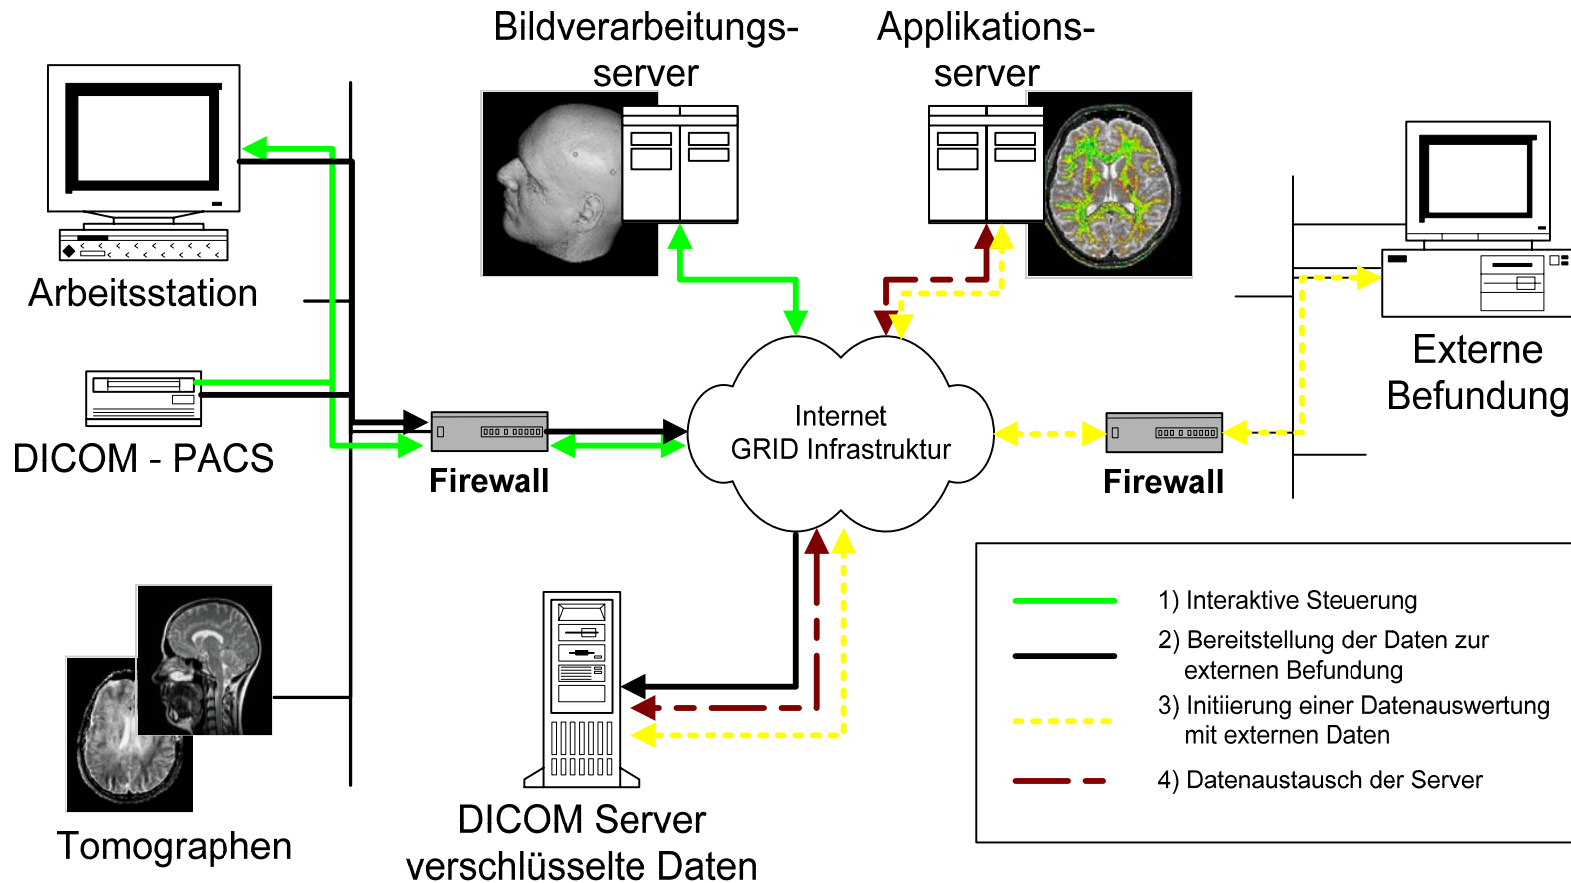 Bildverarbeitungs-
server
Applikations-
server
Arbeitsstation
Externe
Befundung
DICOM - PACS
Firewall
Internet
GRID Infrastruktur
Firewall
Tomographen
DICOM Server
verschlüsselte Daten
1) Interaktive Steuerung
2) Bereitstellung der Daten zur
externen Befundung
3) Initiierung einer Datenauswertung
mit externen Daten
4) Datenaustausch der Server